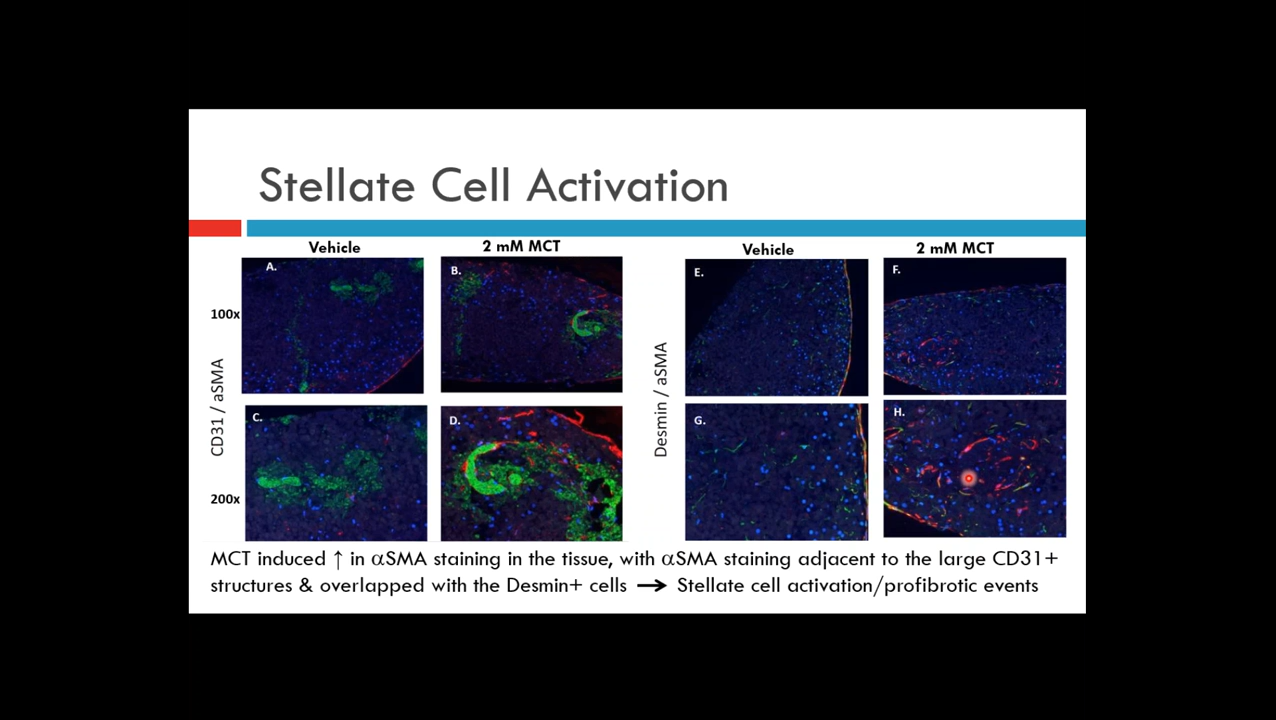 Stellate Cell Activation
Vehicle
2 mM MCT
Vehicle
2 mM MCT
A.
B.
E.
F.
100x
CD31 / aSMA
Desmin / aSMA
C.
D.
G.
H.
200x
MCT induced ↑ in αSMA staining in the tissue, with αSMA staining adjacent to the large CD31+
structures & overlapped with the Desmin+ cells → Stellate cell activation/profibrotic events